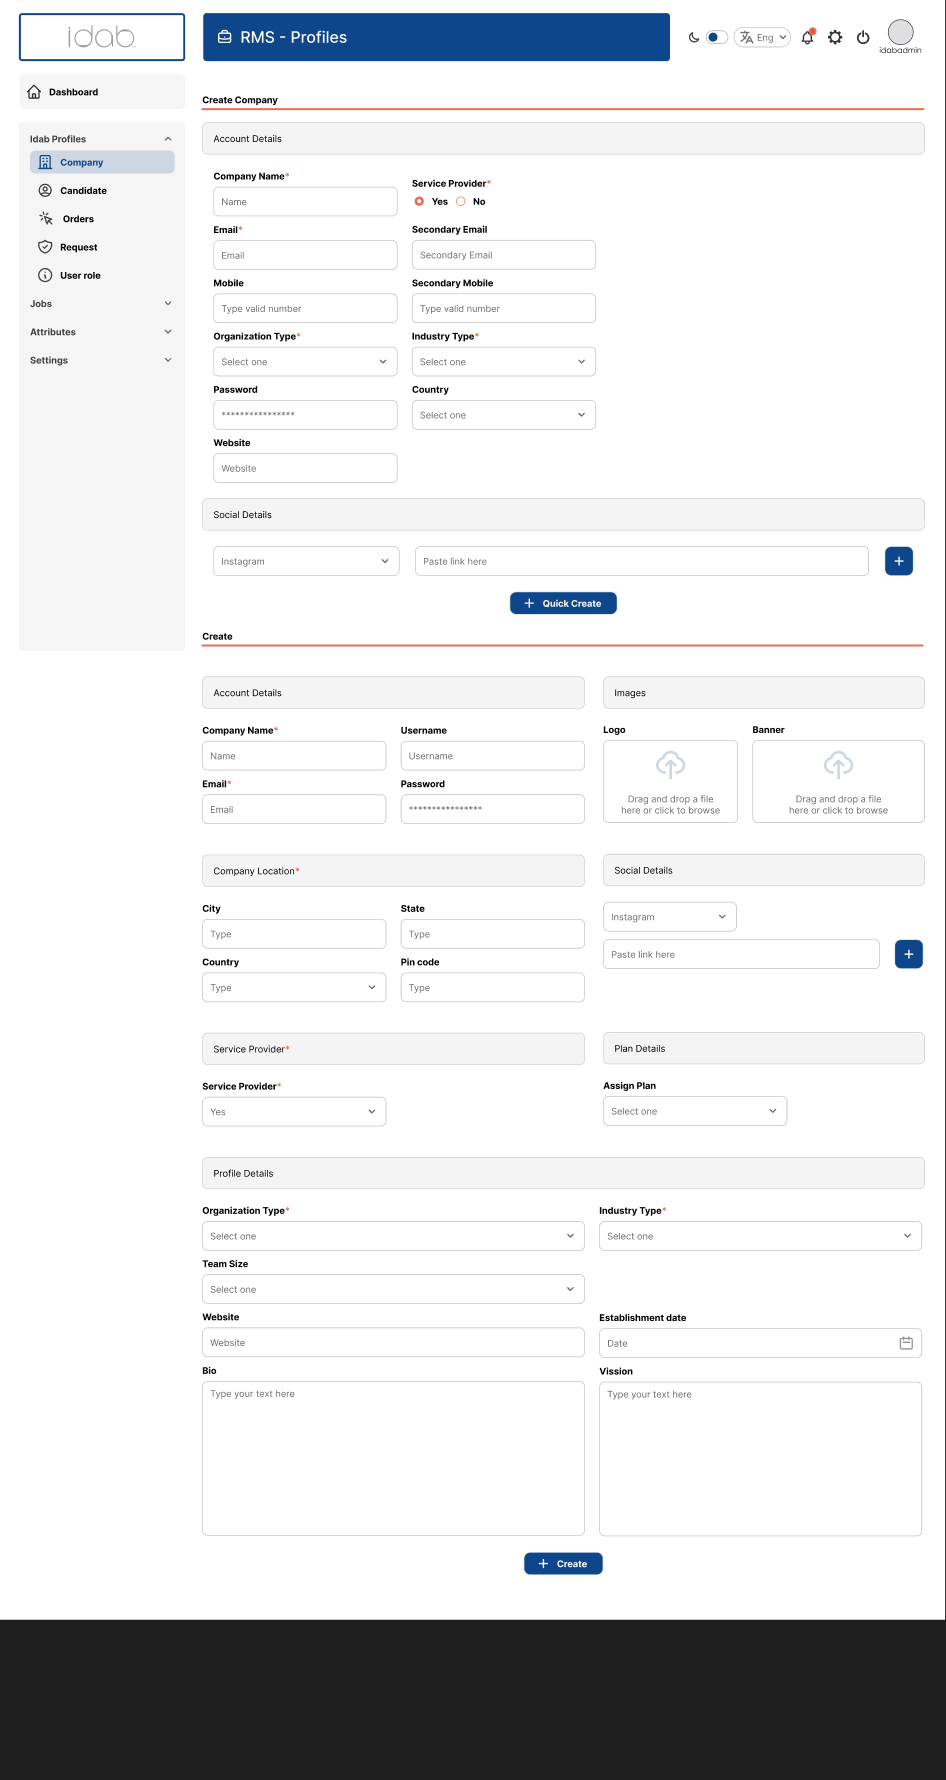 idab
RMS - Profiles
Eng
idabadmin
Dashboard
Idab Profiles
Company
Candidate
Orders
Request
User role
Jobs
Attributes
Settings
Create Company
Account Details
Company Name*
Service Provider*
Name
Yes No
Email*
Secondary Email
Email
Secondary Email
Mobile
Secondary Mobile
Type valid number
Type valid number
Organization Type*
Industry Type*
Select one
Select one
Password
Country
****************
Select one
Website
Website
Social Details
Instagram
Paste link here
+
+ Quick Create
Create
Account Details
Images
Company Name*
Username
Logo
Banner
Name
Username
Email*
Password
Email
****************
Drag and drop a file
here or click to browse
Drag and drop a file
here or click to browse
Company Location*
Social Details
City
State
Type
Type
Instagram
Country
Pin code
Paste link here
+
Type
Type
Service Provider*
Plan Details
Service Provider*
Assign Plan
Yes
Select one
Profile Details
Organization Type*
Industry Type*
Select one
Select one
Team Size
Select one
Website
Establishment date
Website
Date
Bio
Vission
Type your text here
Type your text here
+ Create